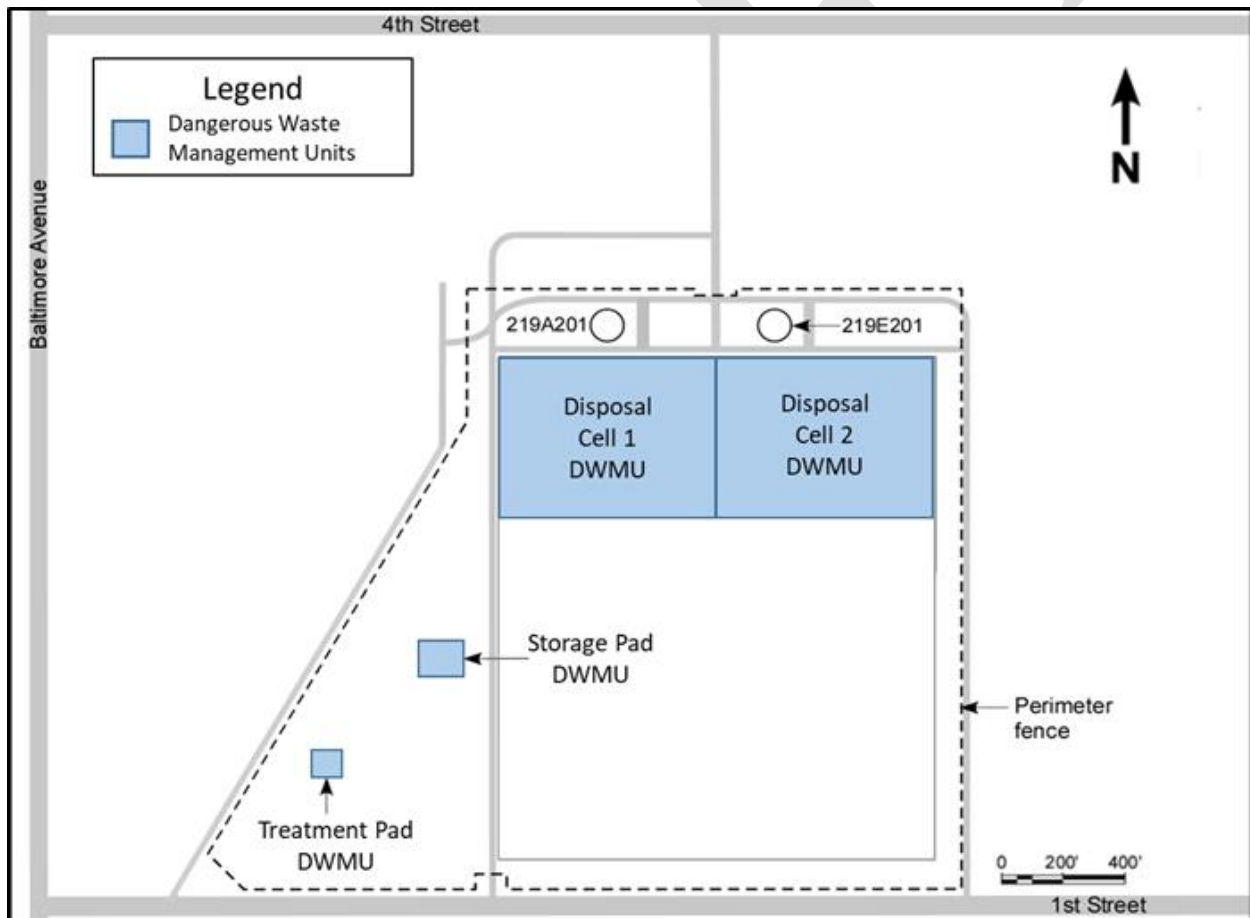 4th Street
Legend
Dangerous Waste
Management Units
N
Baltimore Avenue
219A201
219E201
Disposal
Cell 1
DWMU
Disposal
Cell 2
DWMU
Storage Pad
DWMU
Perimeter
fence
Treatment Pad
DWMU
0 200' 400'
1st Street